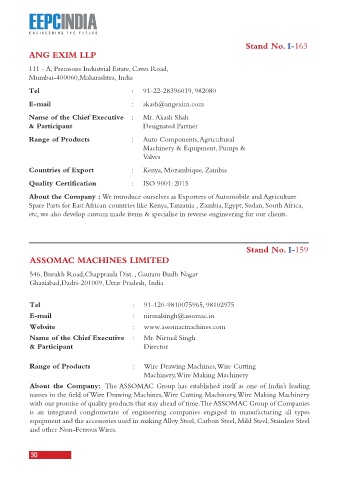 EEPCINDIA
ENGINEERING THE FUTURE
Stand No. I-163
ANG EXIM LLP
111 - A, Premsons Industrial Estate, Caves Road,
Mumbai-400060,Maharashtra, India
Tel : 91-22-28396019, 982080
E-mail : akash@angexim.com
Name of the Chief Executive : Mr. Akash Shah
& Participant Designated Partner
Range of Products : Auto Components, Agricultural
Machinery & Equipment, Pumps &
Valves
Countries of Export : Kenya, Mozambique, Zambia
Quality Certification : ISO 9001: 2015
About the Company : We introduce ourselves as Exporters of Automobile and Agriculture
Spare Parts for East African countries like Kenya, Tanzania , Zambia, Egypt, Sudan, South Africa,
etc, we also develop custom made items & specialise in reverse engineering for our clients.
Stand No. I-159
ASSOMAC MACHINES LIMITED
546, Bisrakh Road,Chappraula Dist. , Gautam Budh Nagar
Ghaziabad,Dadri-201009, Uttar Pradesh, India
Tel : 91-120-9810075965, 98102975
E-mail : nirmalsingh@assomac.in
Website : www.assomacmachines.com
Name of the Chief Executive : Mr. Nirmal Singh
& Participant Director
Range of Products : Wire Drawing Machines, Wire Cutting
Machinery, Wire Making Machinery
About the Company: The ASSOMAC Group has established itself as one of India's leading
names in the field of Wire Drawing Machines, Wire Cutting Machinery, Wire Making Machinery
with our promise of quality products that stay ahead of time. The ASSOMAC Group of Companies
is an integrated conglomerate of engineering companies engaged in manufacturing all types
equipment and the accessories used in making Alloy Steel, Carbon Steel, Mild Steel, Stainless Steel
and other Non-Ferrous Wires.
30